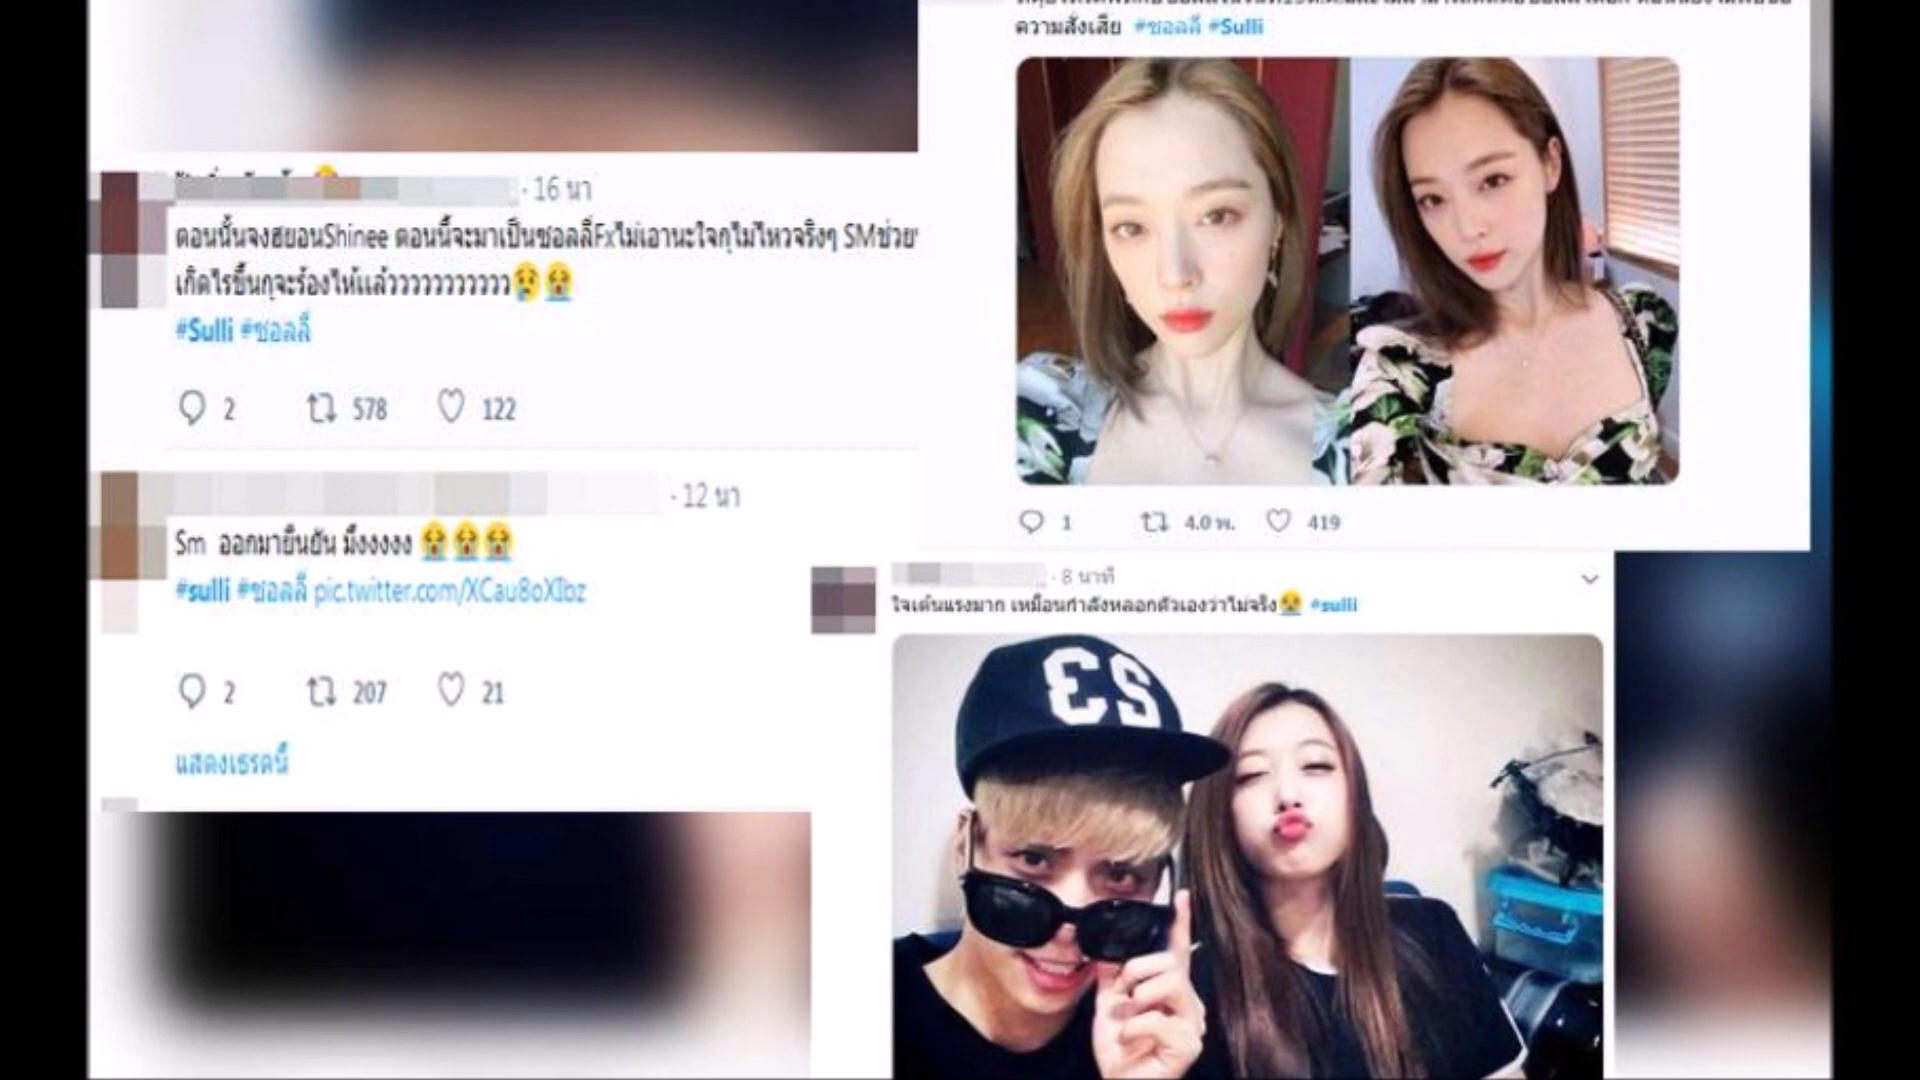 ความสั่งเสีย #ซอลลี่ #Sulli
1 4.0 พ. 419
· 16 นา
ตอนนั้นจงฮยอนShinee ตอนนี้จะมาเป็นซอลลี่Fxไม่เอานะใจกูไม่ไหวจริงๆ SMช่วย
เกิดไรขึ้นกูจะร้องไห้แล้วววววววววววว😢😭
#Sulli #ซอลลี่
2 578 122
· 12 นา
Sm ออกมายืนยัน มึงงงงง 😭😭😭
#sulli #ซอลลี่ pic.twitter.com/XCau8oXIbz
2 207 21
แสดงเธรดนี้
· 8 นาที
ใจเต้นแรงมาก เหมือนกำลังหลอกตัวเองว่าไม่จริง😭 #sulli